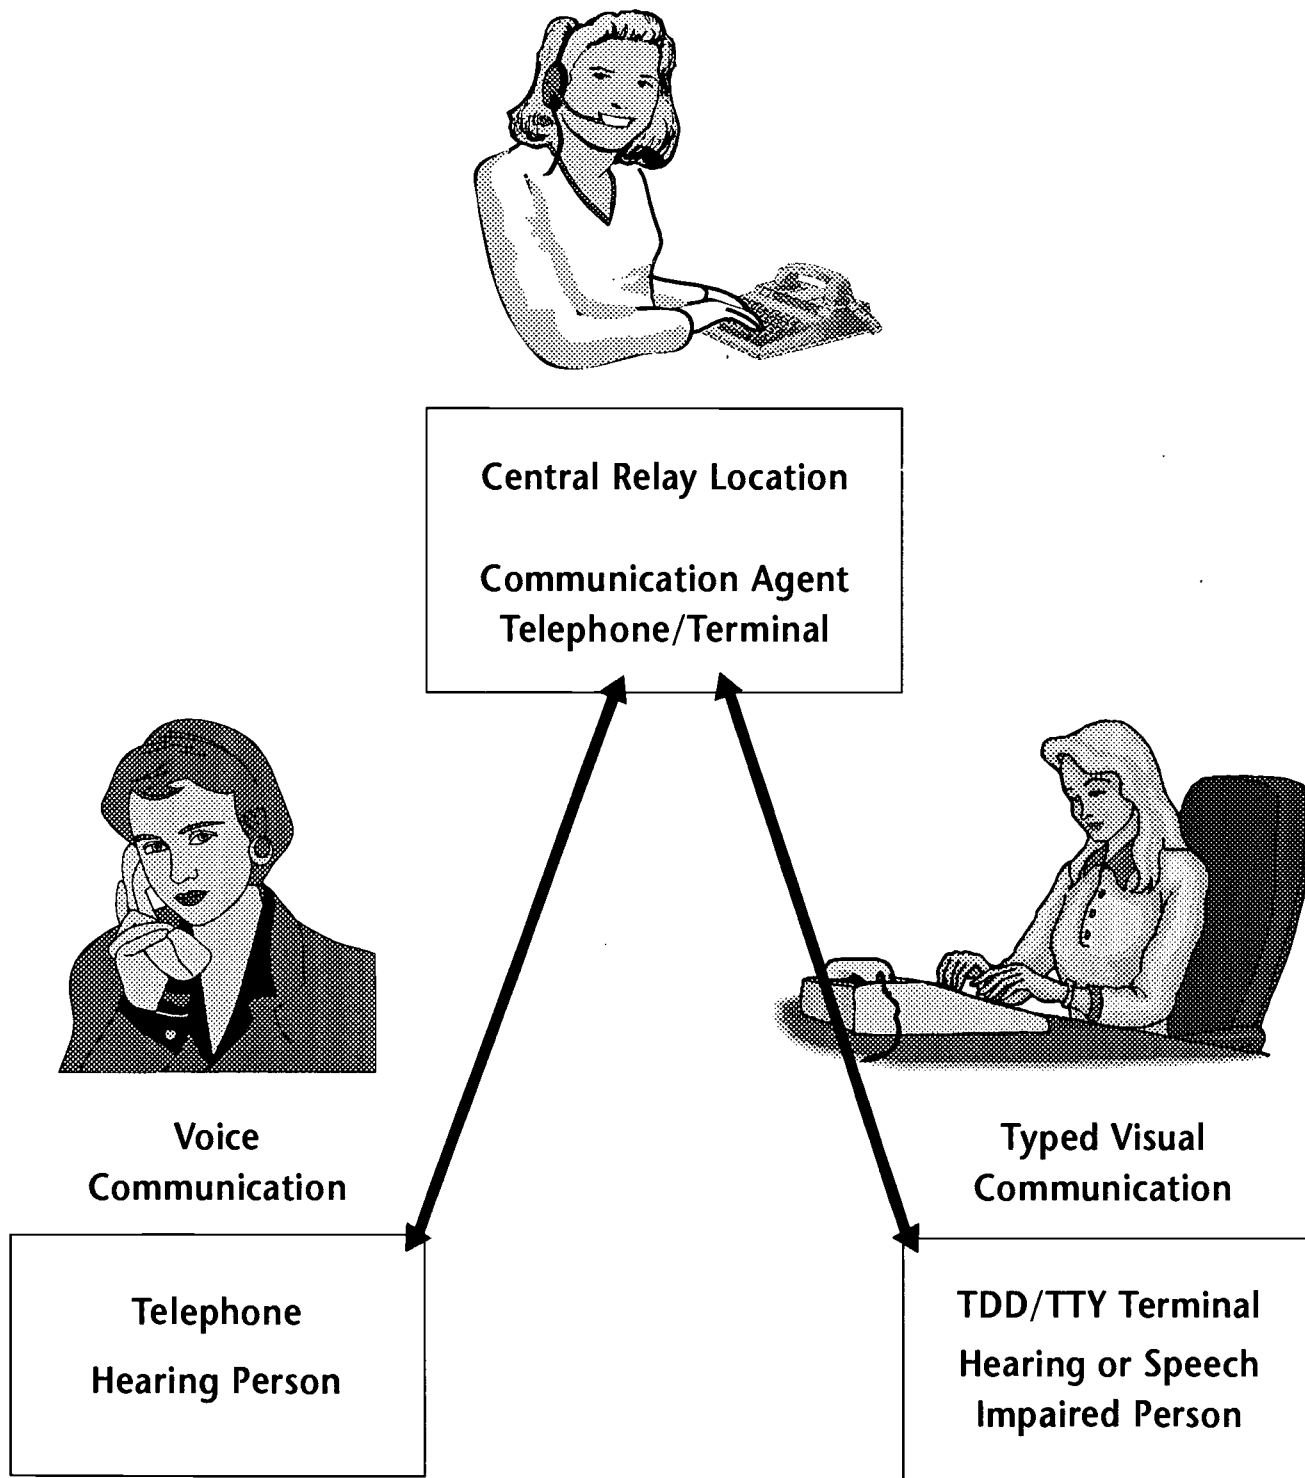 Central Relay Location
Communication Agent
Telephone/Terminal
Voice
Communication
Typed Visual
Communication
Telephone
Hearing Person
TDD/TTY Terminal
Hearing or Speech
Impaired Person